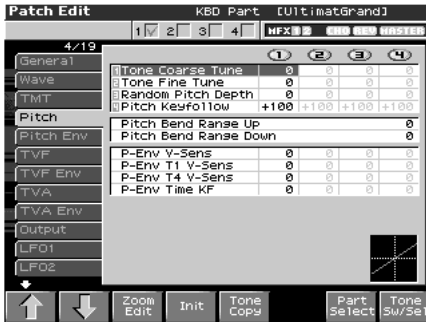 Patch Edit KBD Part [UltimatGrand]
1 2 3 4 MFX 1 2 3 CHO REV MASTER
4/19
General
Wave
TMT
Pitch
Pitch Env
TVF
TVF Env
TVA
TVA Env
Output
LFO1
LFO2
1 2 3 4
1 Tone Coarse Tune 0 0 0 0
2 Tone Fine Tune 0 0 0 0
3 Random Pitch Depth 0 0 0 0
4 Pitch Keyfollow +100 +100 +100 +100
Pitch Bend Range Up 0
Pitch Bend Range Down 0
P-Env V-Sens 0 0 0 0
P-Env T1 V-Sens 0 0 0 0
P-Env T4 V-Sens 0 0 0 0
P-Env Time KF 0 0 0 0
Zoom Edit
Init
Tone Copy
Part Select
Tone Sw/Sel